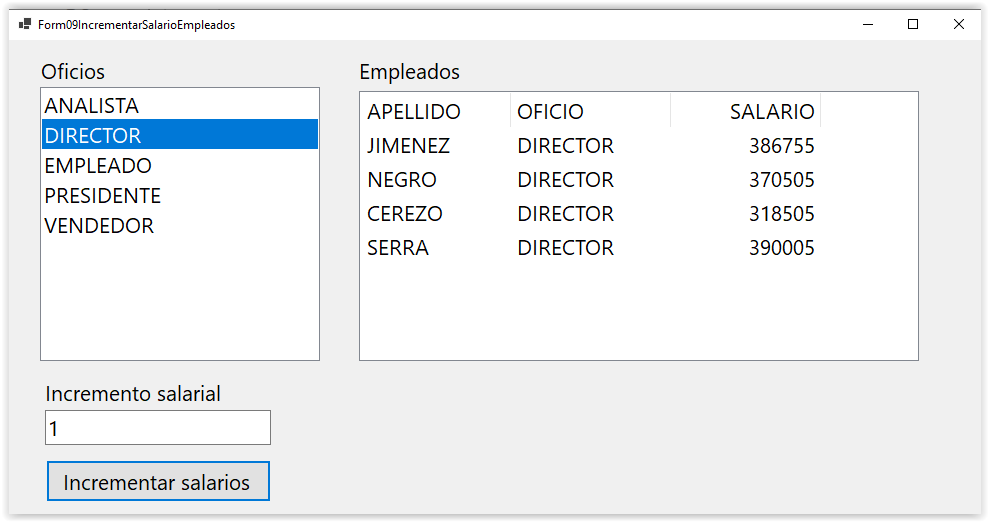 Form09IncrementarSalarioEmpleados
Oficios
ANALISTA
DIRECTOR
EMPLEADO
PRESIDENTE
VENDEDOR
Empleados
APELLIDO OFICIO SALARIO
JIMENEZ DIRECTOR 386755
NEGRO DIRECTOR 370505
CEREZO DIRECTOR 318505
SERRA DIRECTOR 390005
Incremento salarial
1
Incrementar salarios